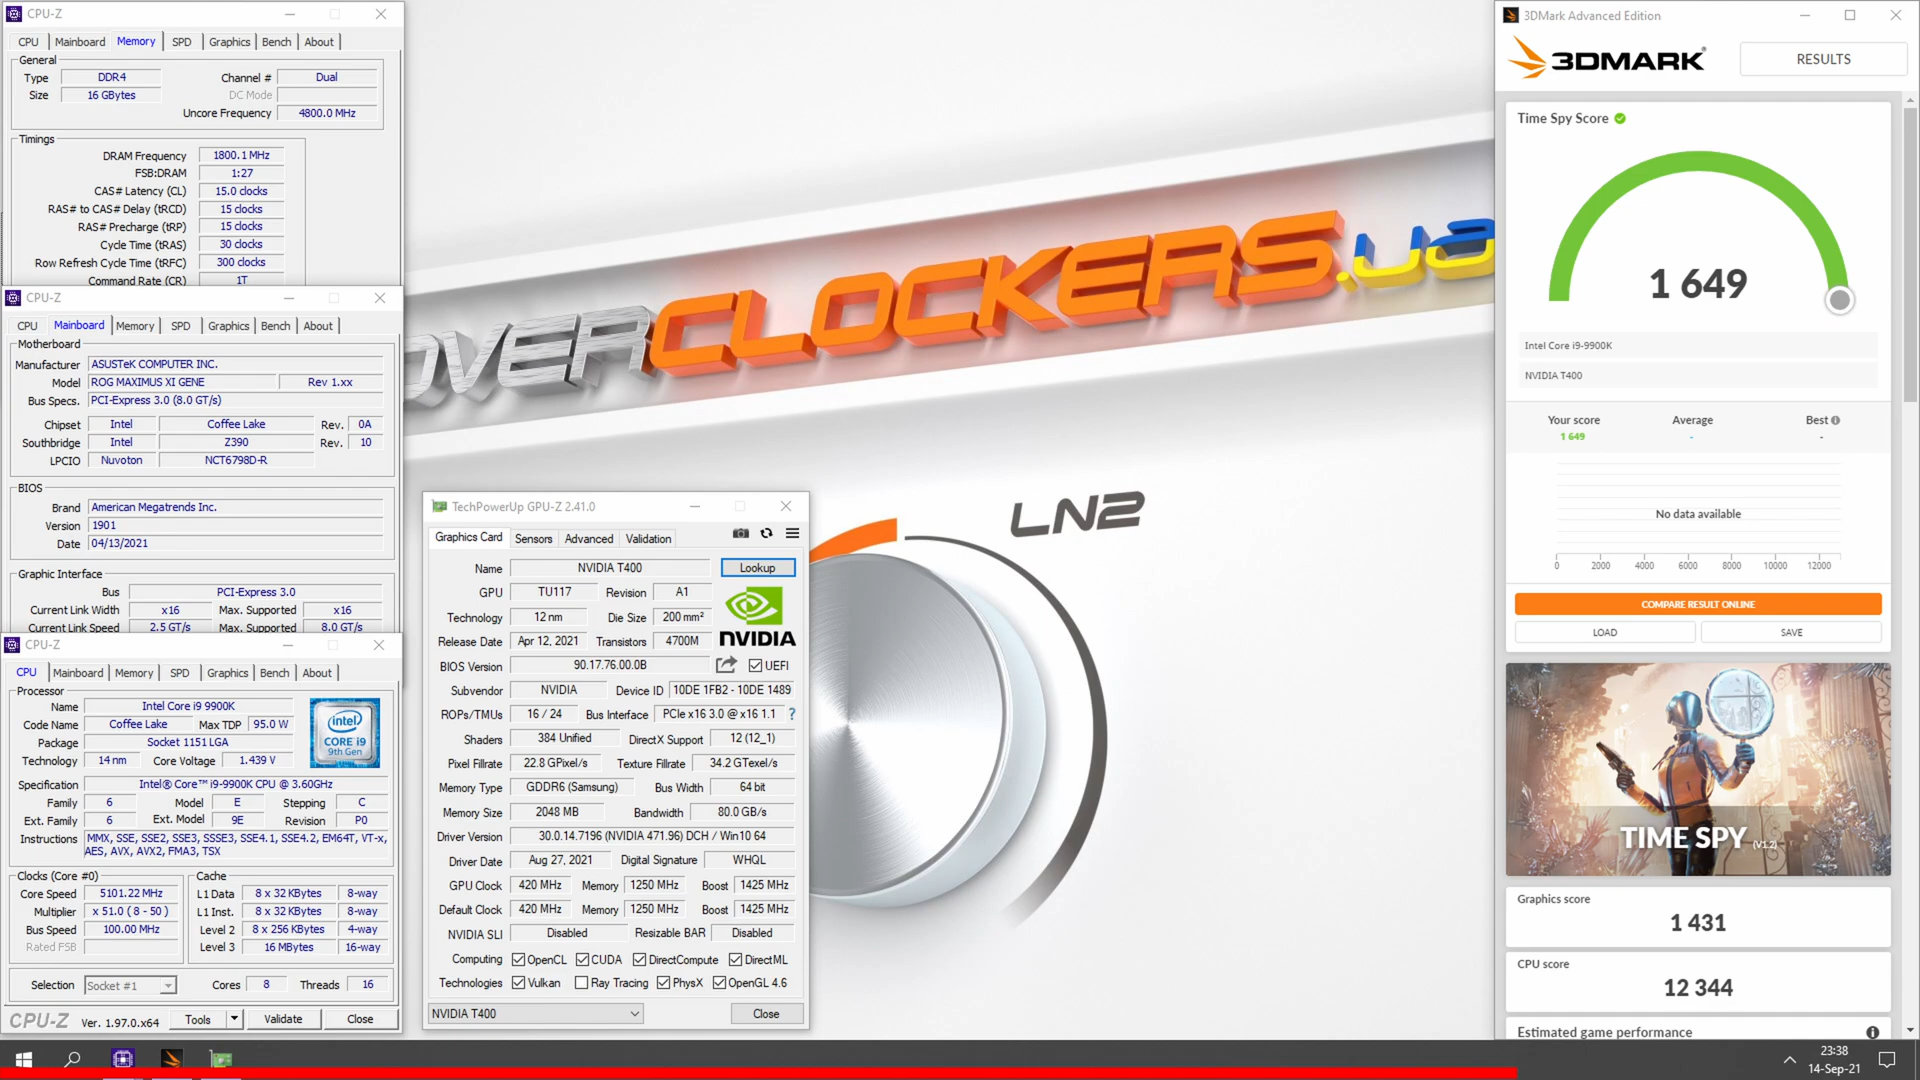 CPU-Z
CPU Mainboard Memory SPD Graphics Bench About
General
Type DDR4 Channel # Dual
Size 16 GBytes DC Mode
Uncore Frequency 4800.0 MHz
Timings
DRAM Frequency 1800.1 MHz
FSB:DRAM 1:27
CAS# Latency (CL) 15.0 clocks
RAS# to CAS# Delay (tRCD) 15 clocks
RAS# Precharge (tRP) 15 clocks
Cycle Time (tRAS) 30 clocks
Row Refresh Cycle Time (tRFC) 300 clocks
Command Rate (CR) 1T
CPU-Z
CPU Mainboard Memory SPD Graphics Bench About
Motherboard
Manufacturer ASUSTeK COMPUTER INC.
Model ROG MAXIMUS XI GENE Rev 1.xx
Bus Specs. PCI-Express 3.0 (8.0 GT/s)
Chipset Intel Coffee Lake Rev. 0A
Southbridge Intel Z390 Rev. 10
LPCIO Nuvoton NCT6798D-R
BIOS
Brand American Megatrends Inc.
Version 1901
Date 04/13/2021
Graphic Interface
Bus PCI-Express 3.0
Current Link Width x16 Max. Supported x16
Current Link Speed 2.5 GT/s Max. Supported 8.0 GT/s
CPU-Z
CPU Mainboard Memory SPD Graphics Bench About
Processor
Name Intel Core i9 9900K
Code Name Coffee Lake Max TDP 95.0 W
Package Socket 1151 LGA
Technology 14 nm Core Voltage 1.439 V
intel
CORE i9
9th Gen
Specification Intel® Core™ i9-9900K CPU @ 3.60GHz
Family 6 Model E Stepping C
Ext. Family 6 Ext. Model 9E Revision P0
Instructions MMX, SSE, SSE2, SSE3, SSSE3, SSE4.1, SSE4.2, EM64T, VT-x,
AES, AVX, AVX2, FMA3, TSX
Clocks (Core #0) Cache
Core Speed 5101.22 MHz L1 Data 8 x 32 KBytes 8-way
Multiplier x 51.0 ( 8 - 50 ) L1 Inst. 8 x 32 KBytes 8-way
Bus Speed 100.00 MHz Level 2 8 x 256 KBytes 4-way
Rated FSB Level 3 16 MBytes 16-way
Selection Socket #1 Cores 8 Threads 16
CPU-Z Ver. 1.97.0.x64 Tools Validate Close
OVERCLOCKERS.UA
LN2
TechPowerUp GPU-Z 2.41.0
Graphics Card Sensors Advanced Validation
Name NVIDIA T400 Lookup
GPU TU117 Revision A1
Technology 12 nm Die Size 200 mm²
Release Date Apr 12, 2021 Transistors 4700M
NVIDIA
BIOS Version 90.17.76.00.0B UEFI
Subvendor NVIDIA Device ID 10DE 1FB2 - 10DE 1489
ROPs/TMUs 16 / 24 Bus Interface PCIe x16 3.0 @ x16 1.1 ?
Shaders 384 Unified DirectX Support 12 (12_1)
Pixel Fillrate 22.8 GPixel/s Texture Fillrate 34.2 GTexel/s
Memory Type GDDR6 (Samsung) Bus Width 64 bit
Memory Size 2048 MB Bandwidth 80.0 GB/s
Driver Version 30.0.14.7196 (NVIDIA 471.96) DCH / Win10 64
Driver Date Aug 27, 2021 Digital Signature WHQL
GPU Clock 420 MHz Memory 1250 MHz Boost 1425 MHz
Default Clock 420 MHz Memory 1250 MHz Boost 1425 MHz
NVIDIA SLI Disabled Resizable BAR Disabled
Computing OpenCL CUDA DirectCompute DirectML
Technologies Vulkan Ray Tracing PhysX OpenGL 4.6
NVIDIA T400 Close
3DMark Advanced Edition
3DMARK® RESULTS
Time Spy Score
1 649
Intel Core i9-9900K
NVIDIA T400
Your score Average Best
1 649 - -
No data available
0 2000 4000 6000 8000 10000 12000
COMPARE RESULT ONLINE
LOAD SAVE
TIME SPY (V1.2)
Graphics score
1 431
CPU score
12 344
Estimated game performance
23:38
14-Sep-21